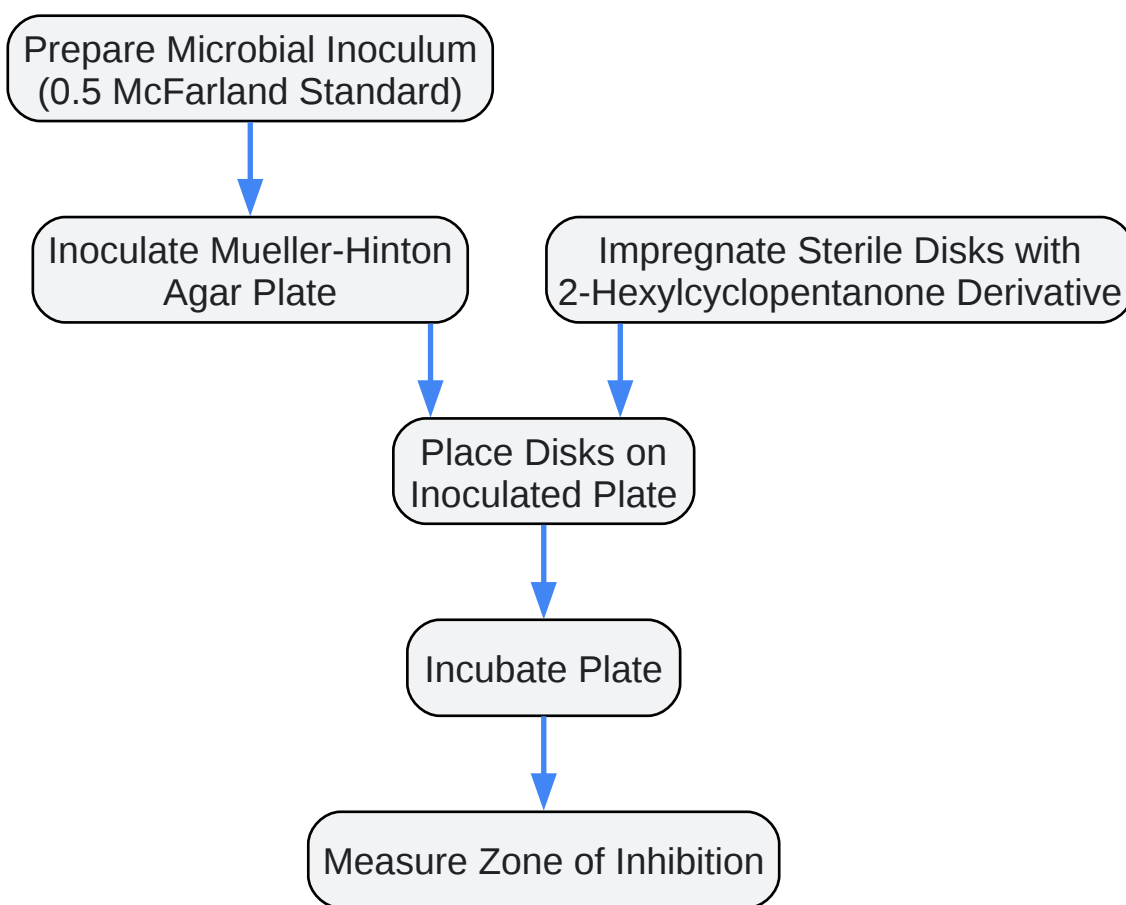 Prepare Microbial Inoculum
(0.5 McFarland Standard)
Inoculate Mueller-Hinton
Agar Plate
Impregnate Sterile Disks with
2-Hexylcyclopentanone Derivative
Place Disks on
Inoculated Plate
Incubate Plate
Measure Zone of Inhibition